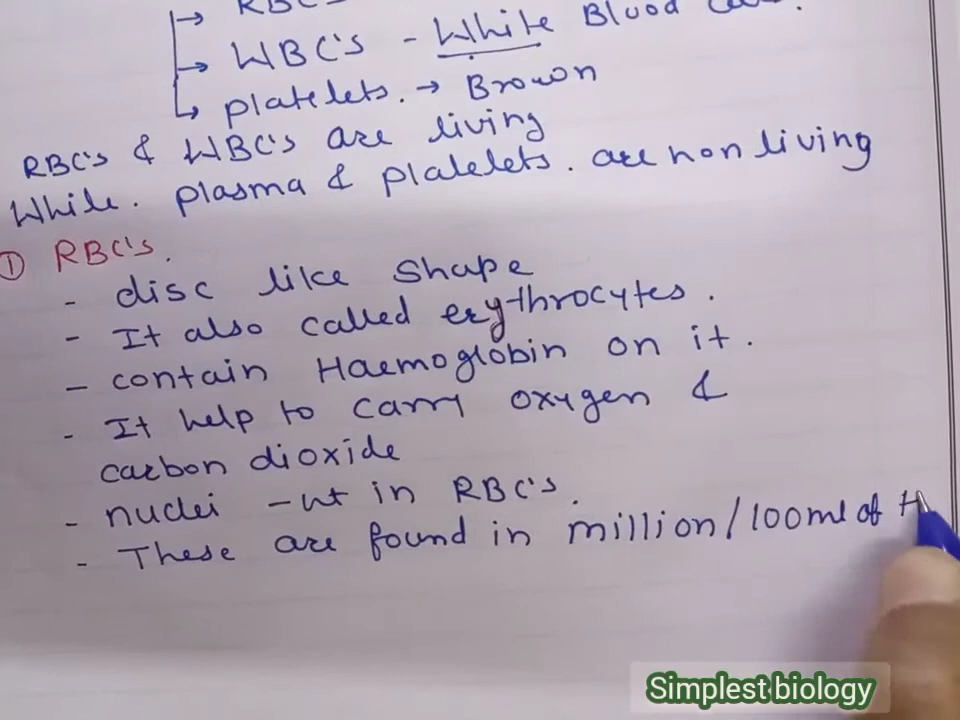 → RBC
→ WBC's - White Blood
↳ platelets. → Brown
RBC's & WBC's are living
While. plasma & platelets. are non living
① RBC's.
- disc like shape
- It also called erythrocytes.
- contain Haemoglobin on it.
- It help to carry oxygen &
carbon dioxide
- nuclei -nt in RBC's.
- These are found in million/100ml of
Simplest biology